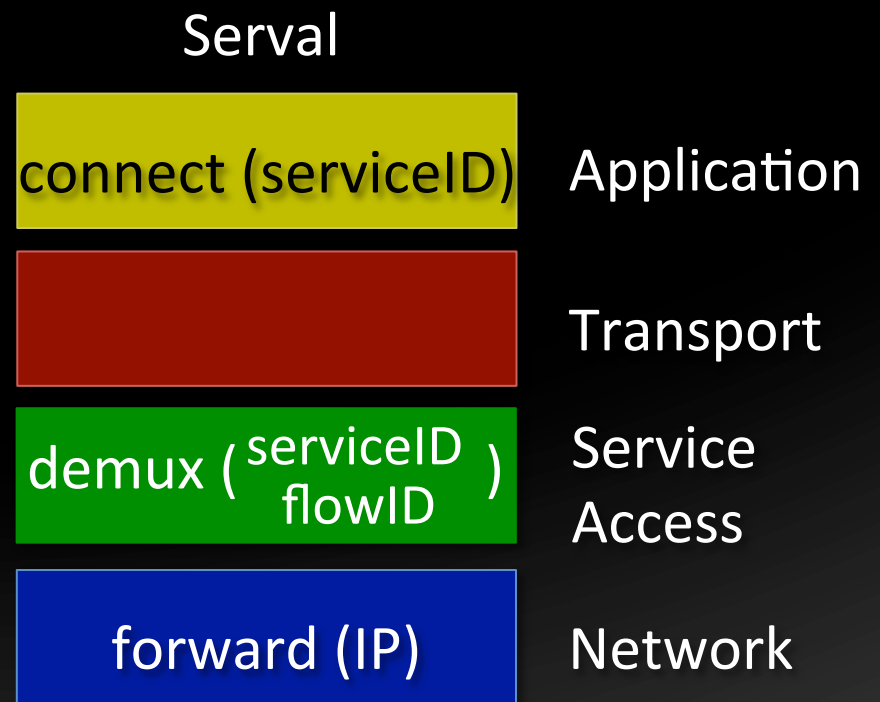 Serval
connect (serviceID)
Application
Transport
demux ( serviceID )
flowID
Service
Access
forward (IP)
Network